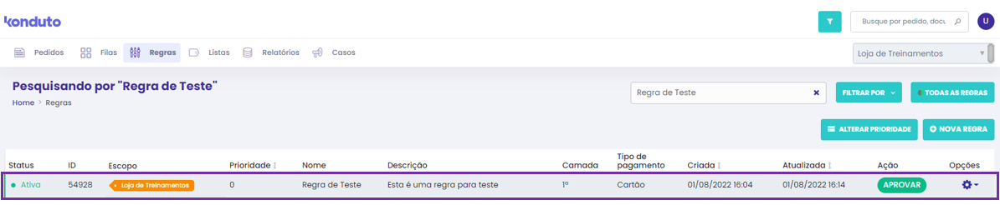 konduto
Busque por pedido, docu
U
Pedidos
Filas
Regras
Listas
Relatórios
Casos
Loja de Treinamentos
Pesquisando por "Regra de Teste"
Home > Regras
Regra de Teste
FILTRAR POR
TODAS AS REGRAS
ALTERAR PRIORIDADE
NOVA REGRA
Status ID Escopo Prioridade Nome Descrição Camada Tipo de pagamento Criada Atualizada Ação Opções
Ativa 54928 Loja de Treinamentos 0 Regra de Teste Esta é uma regra para teste 1º Cartão 01/08/2022 16:04 01/08/2022 16:14 APROVAR